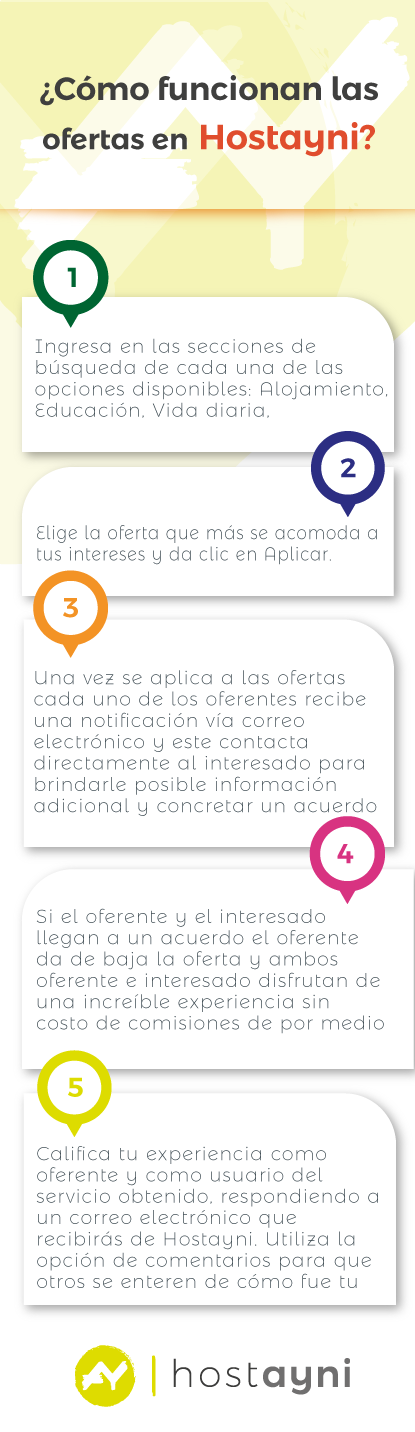 ¿Cómo funcionan las
ofertas en Hostayni?
1
Ingresa en las secciones de
búsqueda de cada una de las
opciones disponibles: Alojamiento,
Educación, Vida diaria,
2
Elige la oferta que más se acomoda a
tus intereses y da clic en Aplicar.
3
Una vez se aplica a las ofertas
cada uno de los oferentes recibe
una notificación vía correo
electrónico y este contacta
directamente al interesado para
brindarle posible información
adicional y concretar un acuerdo
4
Si el oferente y el interesado
llegan a un acuerdo el oferente
da de baja la oferta y ambos
oferente e interesado disfrutan de
una increíble experiencia sin
costo de comisiones de por medio
5
Califica tu experiencia como
oferente y como usuario del
servicio obtenido, respondiendo a
un correo electrónico que
recibirás de Hostayni. Utiliza la
opción de comentarios para que
otros se enteren de cómo fue tu
AY | hostayni